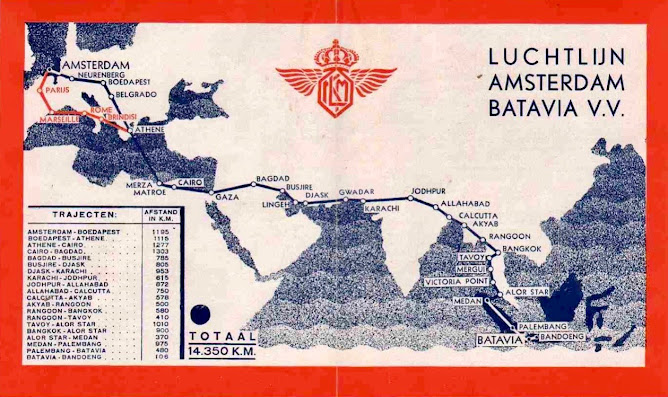 LUCHTLIJN
AMSTERDAM
BATAVIA V.V.
KLM
AMSTERDAM
NEURENBERG
BOEDAPEST
BELGRADO
PARIJS
MARSEILLE
ROME
BRINDISI
ATHENE
MERZA
MATROE
CAIRO
GAZA
BAGDAD
BUSJIRE
LINGEH
DJASK
GWADAR
KARACHI
JODHPUR
ALLAHABAD
CALCUTTA
AKYAB
RANGOON
BANGKOK
TAVOY
MERGUI
VICTORIA POINT
ALOR STAR
MEDAN
PALEMBANG
BATAVIA
BANDOENG
TRAJECTEN: AFSTAND IN K.M.
AMSTERDAM - BOEDAPEST 1195
BOEDAPEST - ATHENE 1115
ATHENE - CAIRO 1277
CAIRO - BAGDAD 1303
BAGDAD - BUSJIRE 785
BUSJIRE - DJASK 805
DJASK - KARACHI 953
KARACHI - JODHPUR 615
JODHPUR - ALLAHABAD 872
ALLAHABAD - CALCUTTA 750
CALCUTTA - AKYAB 578
AKYAB - RANGOON 500
RANGOON - BANGKOK 580
RANGOON - TAVOY 410
TAVOY - ALOR STAR 1010
BANGKOK - ALOR STAR 900
ALOR STAR - MEDAN 370
MEDAN - PALEMBANG 975
PALEMBANG - BATAVIA 480
BATAVIA - BANDOENG
TOTAAL
14.350 K.M.